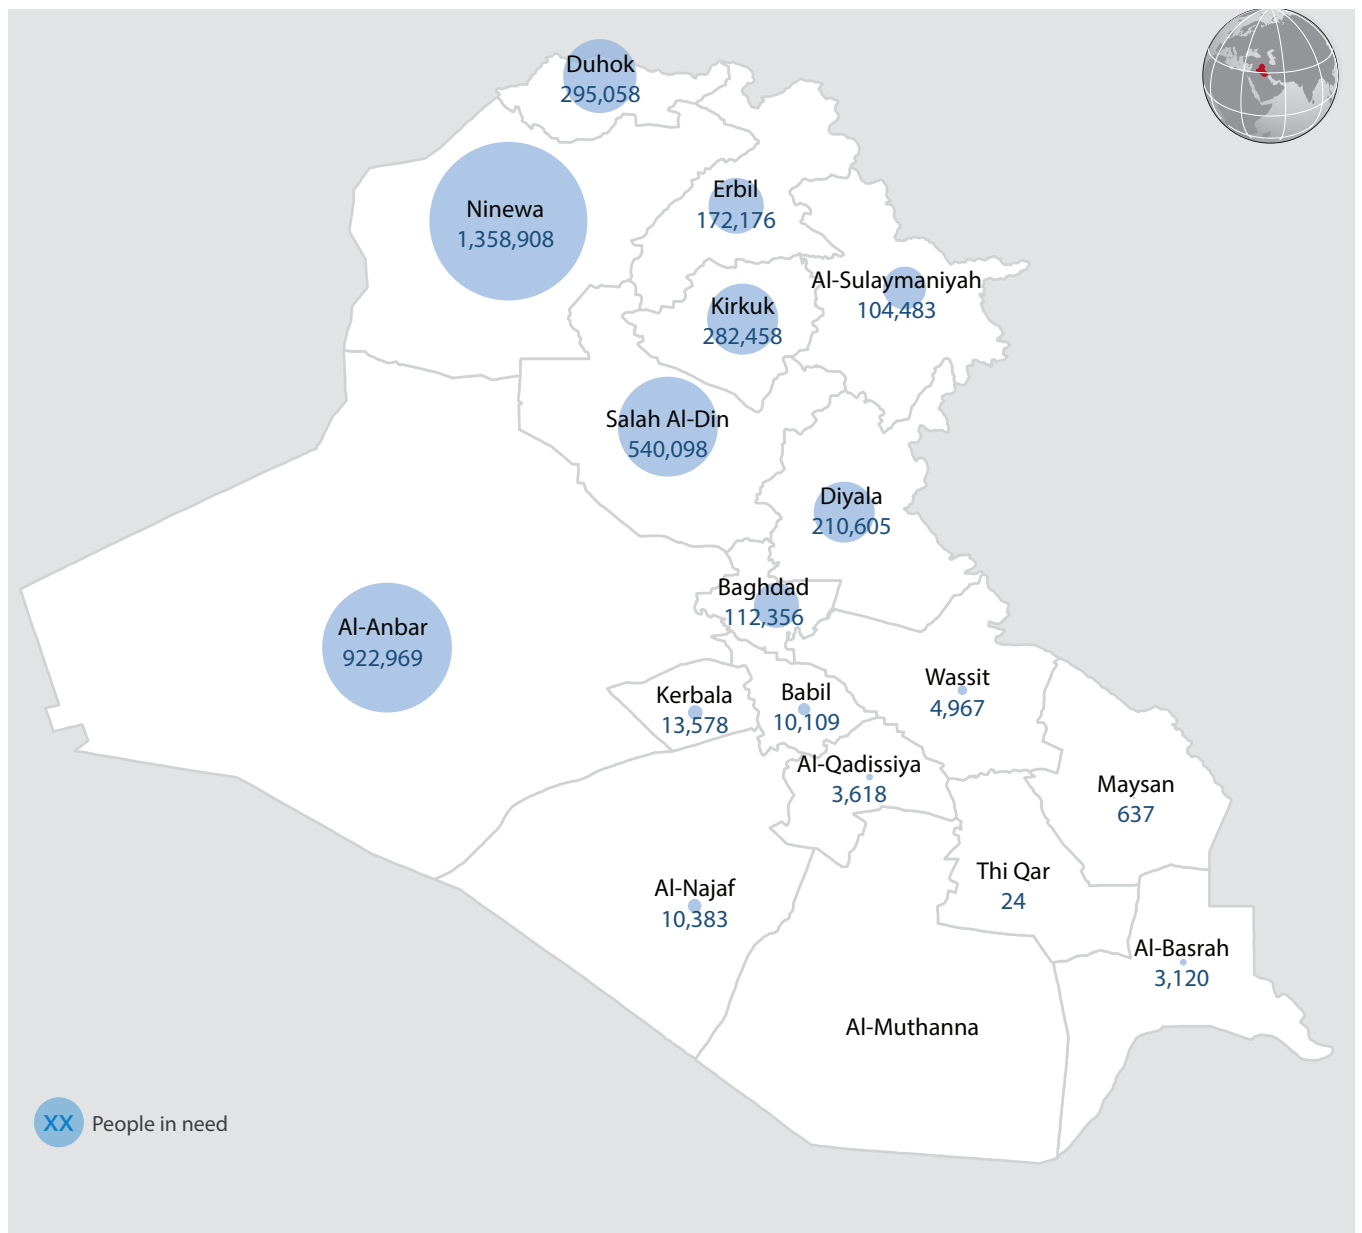 Duhok
295,058
Ninewa
1,358,908
Erbil
172,176
Al-Sulaymaniyah
104,483
Kirkuk
282,458
Salah Al-Din
540,098
Diyala
210,605
Baghdad
112,356
Al-Anbar
922,969
Kerbala
13,578
Babil
10,109
Wassit
4,967
Al-Qadissiya
3,618
Maysan
637
Thi Qar
24
Al-Najaf
10,383
Al-Basrah
3,120
Al-Muthanna
XX People in need